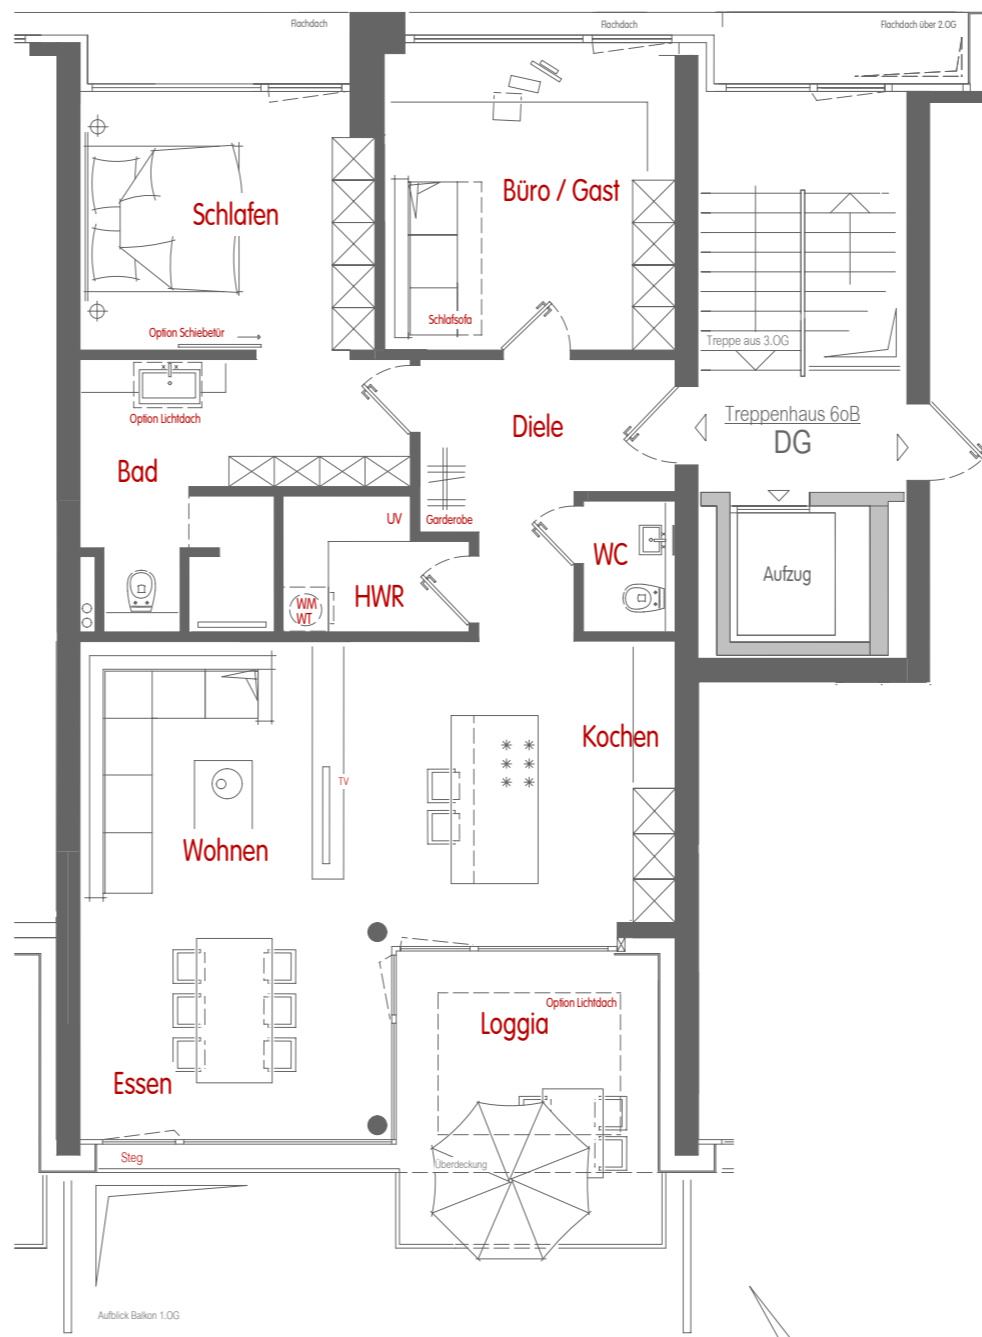 Flachdach
Flachdach
Flachdach über 2.OG
Schlafen
Büro / Gast
Schlafsofa
Option Schiebetür
Treppe aus 3.OG
Option Lichtdach
Diele
Treppenhaus 60B
DG
Bad
UV
Garderobe
WC
Aufzug
WM
WT
HWR
Kochen
TV
Wohnen
Option Lichtdach
Loggia
Essen
Steg
Überdeckung
Aufblick Balkon 1.OG